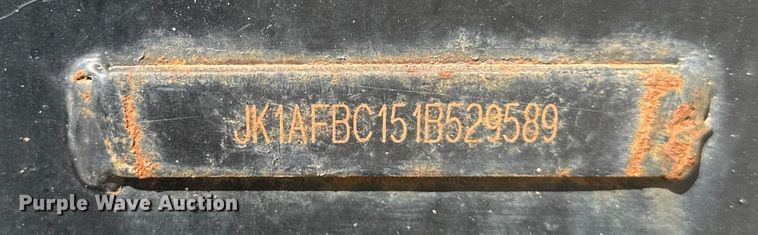 JK1AFBC151B529589
Purple Wave Auction